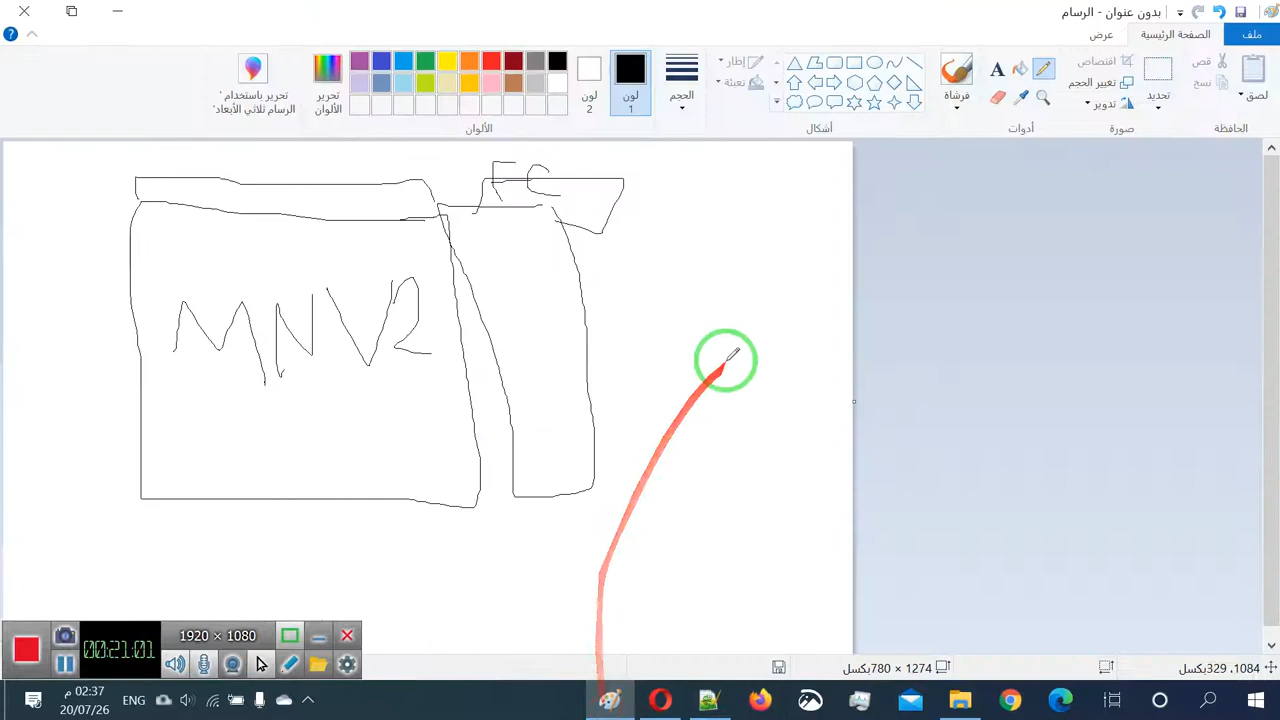 بدون عنوان - الرسام
ملف
الصفحة الرئيسية
عرض
لصق
قص
نسخ
الحافظة
تحديد
اقتصاص
تغيير الحجم
تدوير
صورة
أدوات
فرشاة
إطار
تعبئة
أشكال
الحجم
لون
1
لون
2
تحرير
الألوان
الألوان
تحرير باستخدام
الرسام ثلاثي الأبعاد
FC
MNV2
00:21:01
1920 × 1080
1084, 329بكسل
1274 × 780بكسل
02:37 م
20/07/26
ENG